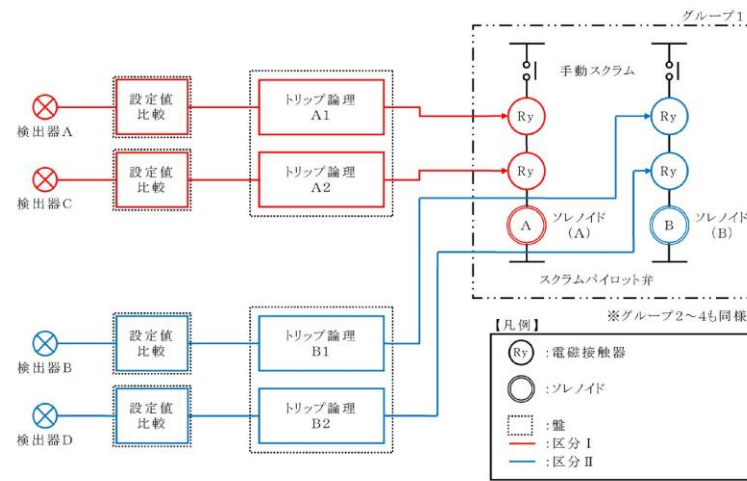 グループ1
手動スクラム
検出器A
設定値
比較
トリップ論理
A1
Ry
Ry
検出器C
設定値
比較
トリップ論理
A2
Ry
Ry
A
ソレノイド
(A)
B
ソレノイド
(B)
スクラムパイロット弁
※グループ2～4も同様
検出器B
設定値
比較
トリップ論理
B1
検出器D
設定値
比較
トリップ論理
B2
【凡例】
Ry
:電磁接触器
:ソレノイド
:盤
:区分Ⅰ
:区分Ⅱ